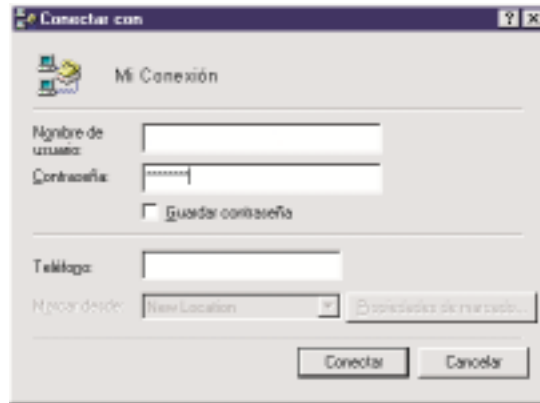 Conectar con
Mi Conexión
Nombre de
usuario:
Contraseña: ********
Guardar contraseña
Teléfono:
Marcar desde: New Location Propiedades de marcado...
Conectar Cancelar